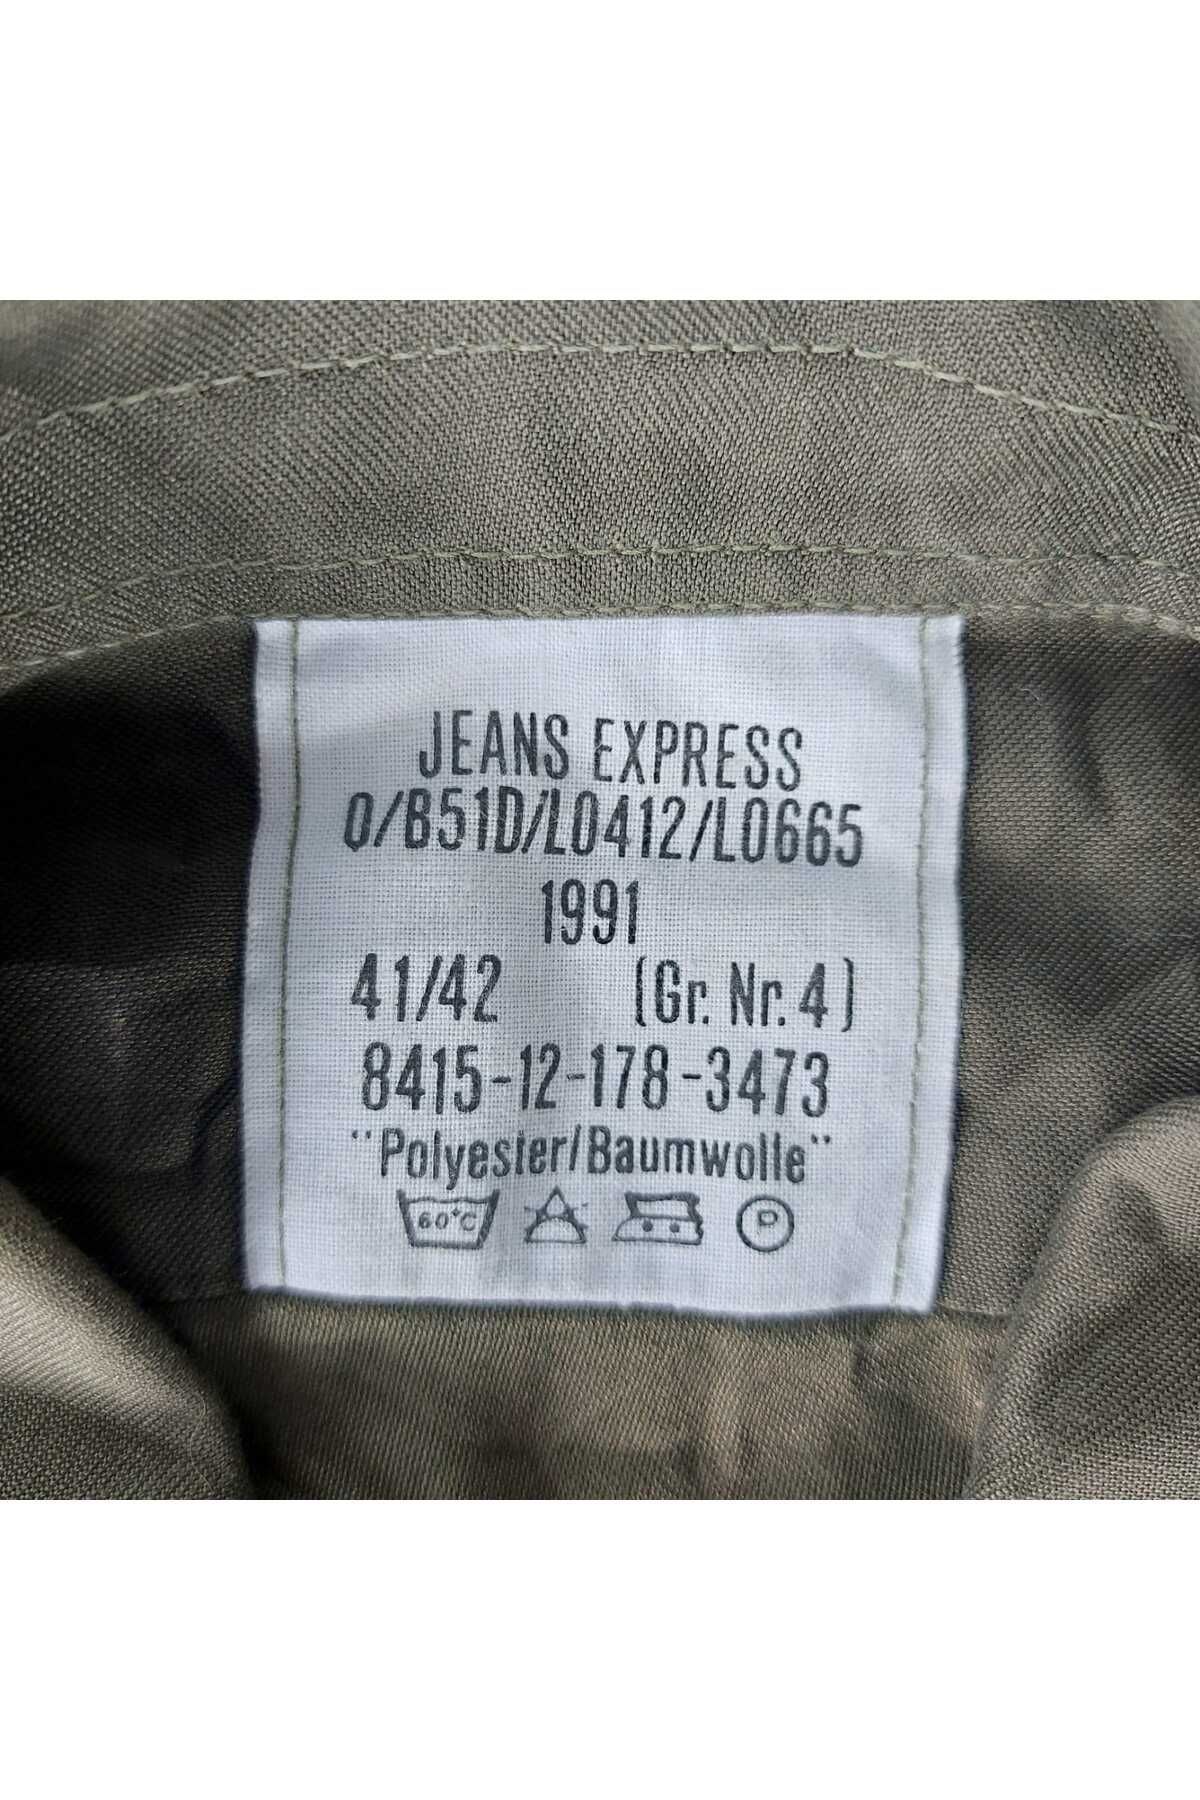 JEANS EXPRESS
0/B51D/L0412/L0665
1991
41/42 (Gr. Nr. 4)
8415-12-178-3473
"Polyester/Baumwolle"
60°C P